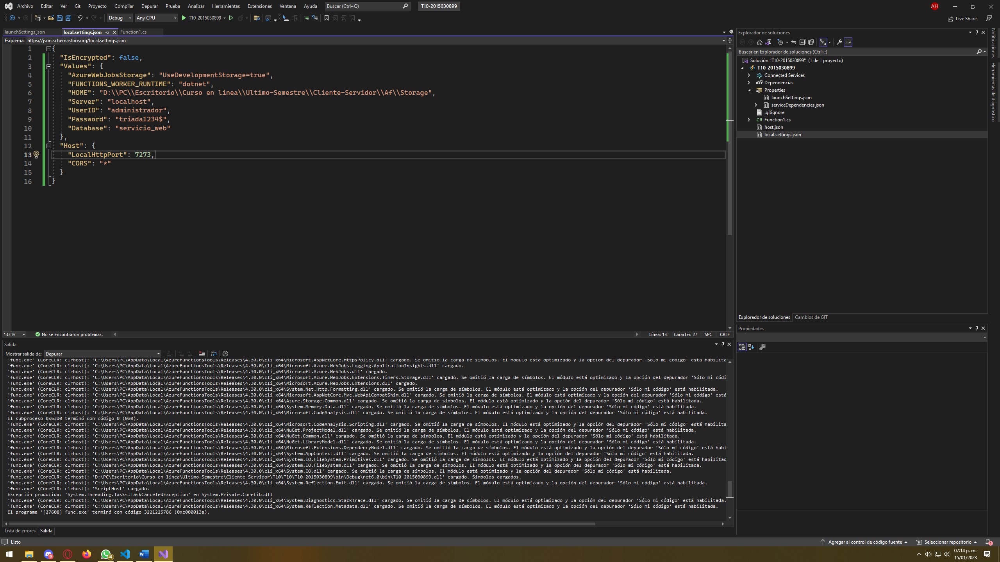 Archivo Editar Ver Git Proyecto Compilar Depurar Prueba Analizar Herramientas Extensiones Ventana Ayuda Buscar (Ctrl+Q) T10-2015030899 AH
Debug Any CPU T10_2015030899 Live Share
launchSettings.json local.settings.json Function1.cs
Esquema: https://json.schemastore.org/local.settings.json
1 {
2 "IsEncrypted": false,
3 "Values": {
4 "AzureWebJobsStorage": "UseDevelopmentStorage=true",
5 "FUNCTIONS_WORKER_RUNTIME": "dotnet",
6 "HOME": "D:\\PC\\Escritorio\\Curso en linea\\Ultimo-Semestre\\Cliente-Servidor\\Af\\Storage",
7 "Server": "localhost",
8 "UserID": "administrador",
9 "Password": "triada1234$",
10 "Database": "servicio_web"
11 },
12 "Host": {
13 "LocalHttpPort": 7273,
14 "CORS": "*"
15 }
16 }
133 % No se encontraron problemas. Línea: 13 Carácter: 27 SPC CRLF
Salida
Mostrar salida de: Depurar
'func.exe' (CoreCLR: clrhost): 'C:\Users\PC\AppData\Local\AzureFunctionsTools\Releases\4.30.0\cli_x64\Microsoft.AspNetCore.HttpsPolicy.dll' cargado. Se omitió la carga de símbolos. El módulo está optimizado y la opción del depurador 'Sólo mi código' está habilita
'func.exe' (CoreCLR: clrhost): 'C:\Users\PC\AppData\Local\AzureFunctionsTools\Releases\4.30.0\cli_x64\Microsoft.Azure.WebJobs.Logging.ApplicationInsights.dll' cargado.
'func.exe' (CoreCLR: clrhost): 'C:\Users\PC\AppData\Local\AzureFunctionsTools\Releases\4.30.0\cli_x64\Microsoft.Azure.WebJobs.dll' cargado.
'func.exe' (CoreCLR: clrhost): 'C:\Users\PC\AppData\Local\AzureFunctionsTools\Releases\4.30.0\cli_x64\Microsoft.Azure.WebJobs.Extensions.Timers.Storage.dll' cargado. Se omitió la carga de símbolos. El módulo está optimizado y la opción del depurador 'Sólo mi códi
'func.exe' (CoreCLR: clrhost): 'C:\Users\PC\AppData\Local\AzureFunctionsTools\Releases\4.30.0\cli_x64\Microsoft.Azure.WebJobs.Extensions.dll' cargado.
'func.exe' (CoreCLR: clrhost): 'C:\Users\PC\AppData\Local\AzureFunctionsTools\Releases\4.30.0\cli_x64\System.Net.Http.Formatting.dll' cargado. Se omitió la carga de símbolos. El módulo está optimizado y la opción del depurador 'Sólo mi código' está habilitada.
'func.exe' (CoreCLR: clrhost): 'C:\Users\PC\AppData\Local\AzureFunctionsTools\Releases\4.30.0\cli_x64\Microsoft.AspNetCore.Mvc.WebApiCompatShim.dll' cargado. Se omitió la carga de símbolos. El módulo está optimizado y la opción del depurador 'Sólo mi código' está
'func.exe' (CoreCLR: clrhost): 'C:\Users\PC\AppData\Local\AzureFunctionsTools\Releases\4.30.0\cli_x64\Azure.Storage.Common.dll' cargado. Se omitió la carga de símbolos. El módulo está optimizado y la opción del depurador 'Sólo mi código' está habilitada.
'func.exe' (CoreCLR: clrhost): 'C:\Users\PC\AppData\Local\AzureFunctionsTools\Releases\4.30.0\cli_x64\System.Memory.Data.dll' cargado. Se omitió la carga de símbolos. El módulo está optimizado y la opción del depurador 'Sólo mi código' está habilitada.
'func.exe' (CoreCLR: clrhost): 'C:\Users\PC\AppData\Local\AzureFunctionsTools\Releases\4.30.0\cli_x64\Microsoft.CodeAnalysis.dll' cargado. Se omitió la carga de símbolos. El módulo está optimizado y la opción del depurador 'Sólo mi código' está habilitada.
El subproceso 0x63d0 terminó con código 0 (0x0).
'func.exe' (CoreCLR: clrhost): 'C:\Users\PC\AppData\Local\AzureFunctionsTools\Releases\4.30.0\cli_x64\Microsoft.CodeAnalysis.Scripting.dll' cargado. Se omitió la carga de símbolos. El módulo está optimizado y la opción del depurador 'Sólo mi código' está habilita
'func.exe' (CoreCLR: clrhost): 'C:\Users\PC\AppData\Local\AzureFunctionsTools\Releases\4.30.0\cli_x64\NuGet.ProjectModel.dll' cargado. Se omitió la carga de símbolos. El módulo está optimizado y la opción del depurador 'Sólo mi código' está habilitada.
'func.exe' (CoreCLR: clrhost): 'C:\Users\PC\AppData\Local\AzureFunctionsTools\Releases\4.30.0\cli_x64\NuGet.Common.dll' cargado. Se omitió la carga de símbolos. El módulo está optimizado y la opción del depurador 'Sólo mi código' está habilitada.
'func.exe' (CoreCLR: clrhost): 'C:\Users\PC\AppData\Local\AzureFunctionsTools\Releases\4.30.0\cli_x64\NuGet.LibraryModel.dll' cargado. Se omitió la carga de símbolos. El módulo está optimizado y la opción del depurador 'Sólo mi código' está habilitada.
'func.exe' (CoreCLR: clrhost): 'C:\Users\PC\AppData\Local\AzureFunctionsTools\Releases\4.30.0\cli_x64\Microsoft.Extensions.DependencyModel.dll' cargado. Se omitió la carga de símbolos. El módulo está optimizado y la opción del depurador 'Sólo mi código' está habi
'func.exe' (CoreCLR: clrhost): 'C:\Users\PC\AppData\Local\AzureFunctionsTools\Releases\4.30.0\cli_x64\System.AppContext.dll' cargado. Se omitió la carga de símbolos. El módulo está optimizado y la opción del depurador 'Sólo mi código' está habilitada.
'func.exe' (CoreCLR: clrhost): 'C:\Users\PC\AppData\Local\AzureFunctionsTools\Releases\4.30.0\cli_x64\System.IO.FileSystem.Primitives.dll' cargado. Se omitió la carga de símbolos. El módulo está optimizado y la opción del depurador 'Sólo mi código' está habilitad
'func.exe' (CoreCLR: clrhost): 'C:\Users\PC\AppData\Local\AzureFunctionsTools\Releases\4.30.0\cli_x64\System.IO.FileSystem.dll' cargado. Se omitió la carga de símbolos. El módulo está optimizado y la opción del depurador 'Sólo mi código' está habilitada.
'func.exe' (CoreCLR: clrhost): 'C:\Users\PC\AppData\Local\AzureFunctionsTools\Releases\4.30.0\cli_x64\System.IO.dll' cargado. Se omitió la carga de símbolos. El módulo está optimizado y la opción del depurador 'Sólo mi código' está habilitada.
'func.exe' (CoreCLR: clrhost): 'D:\PC\Escritorio\Curso en linea\Ultimo-Semestre\Cliente-Servidor\T10\T10\T10-2015030899\bin\Debug\net6.0\bin\T10-2015030899.dll' cargado. Símbolos cargados.
'func.exe' (CoreCLR: clrhost): 'C:\Users\PC\AppData\Local\AzureFunctionsTools\Releases\4.30.0\cli_x64\System.Reflection.Emit.dll' cargado. Se omitió la carga de símbolos. El módulo está optimizado y la opción del depurador 'Sólo mi código' está habilitada.
'func.exe' (CoreCLR: clrhost): 'ScriptHost' cargado.
Excepción producida: 'System.Threading.Tasks.TaskCanceledException' en System.Private.CoreLib.dll
'func.exe' (CoreCLR: clrhost): 'C:\Users\PC\AppData\Local\AzureFunctionsTools\Releases\4.30.0\cli_x64\System.Diagnostics.StackTrace.dll' cargado. Se omitió la carga de símbolos. El módulo está optimizado y la opción del depurador 'Sólo mi código' está habilitada.
'func.exe' (CoreCLR: clrhost): 'C:\Users\PC\AppData\Local\AzureFunctionsTools\Releases\4.30.0\cli_x64\System.Reflection.Metadata.dll' cargado. Se omitió la carga de símbolos. El módulo está optimizado y la opción del depurador 'Sólo mi código' está habilitada.
El programa '[27608] func.exe' terminó con código 3221225786 (0xc000013a).
Lista de errores Salida
Explorador de soluciones
Buscar en Explorador de soluciones (Ctrl+;)
Solución "T10-2015030899" (1 de 1 proyecto)
T10-2015030899
Connected Services
Dependencias
Properties
launchSettings.json
serviceDependencies.json
.gitignore
C# Function1.cs
host.json
local.settings.json
Explorador de soluciones Cambios de GIT
Propiedades
Notificaciones
Herramientas de diagnóstico
Listo Agregar al control de código fuente Seleccionar repositorio 1
9 4 07:14 p. m.
15/01/2023